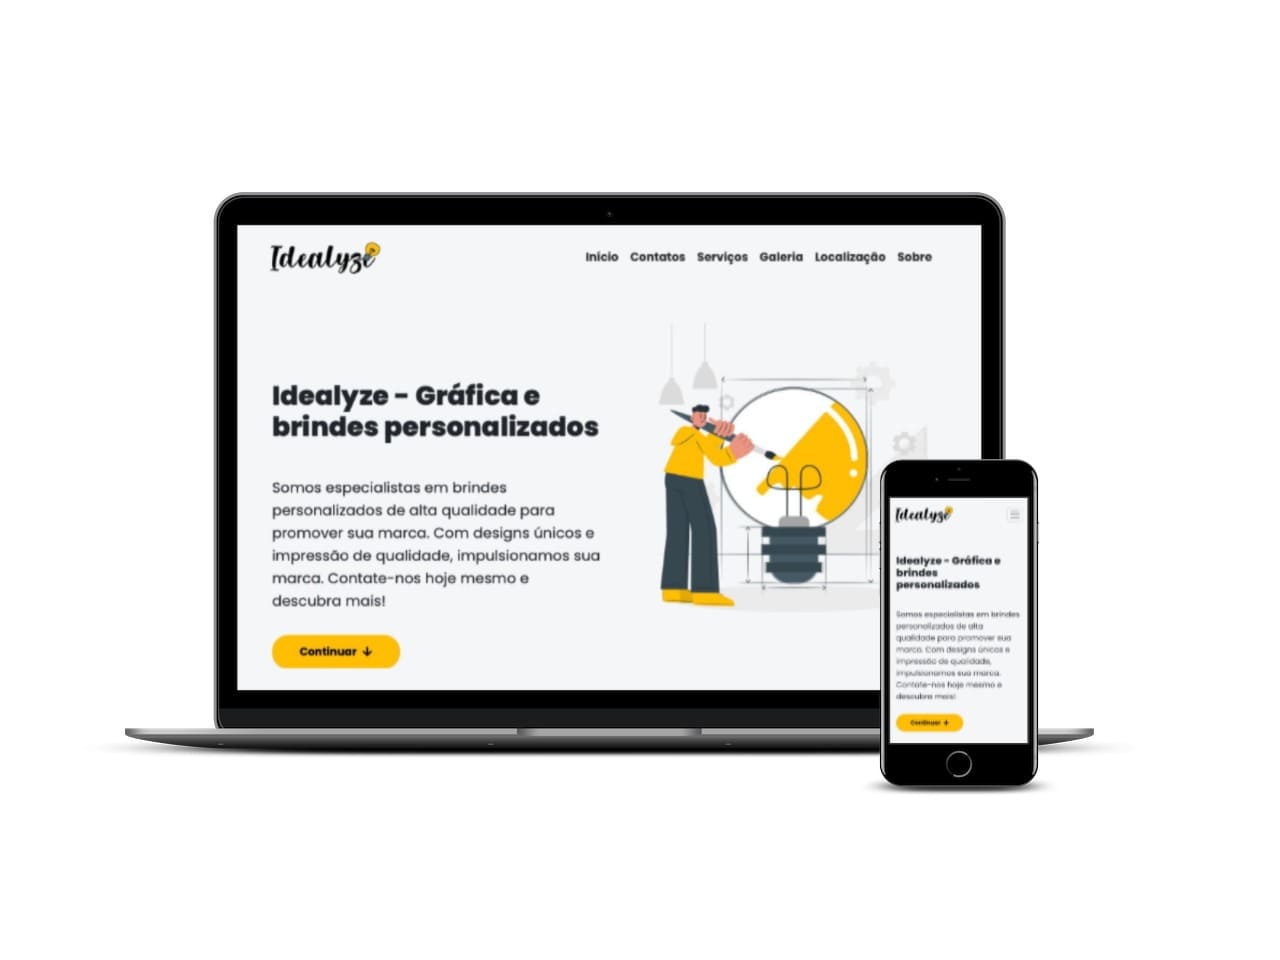 Idealyze
Início Contatos Serviços Galeria Localização Sobre
Idealyze - Gráfica e
brindes personalizados
Somos especialistas em brindes
personalizados de alta qualidade para
promover sua marca. Com designs únicos e
impressão de qualidade, impulsionamos sua
marca. Contate-nos hoje mesmo e
descubra mais!
Continuar
Idealyze
Idealyze - Gráfica e
brindes
personalizados
Somos especialistas em brindes
personalizados de alta
qualidade para promover sua
marca. Com designs únicos e
impressão de qualidade,
impulsionamos sua marca.
Contate-nos hoje mesmo e
descubra mais!
Continuar